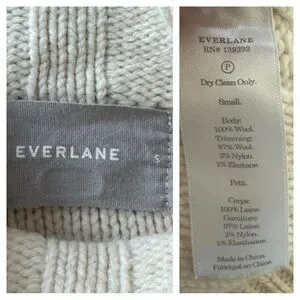 EVERLANE
S
EVERLANE
RN# 139393
P
Dry Clean Only.
Small.
Body:
100% Wool.
Trimming:
97% Wool.
2% Nylon.
1% Elastane.
Petit.
Corps:
100% Laine.
Garniture:
97% Laine.
2% Nylon.
1% Elasthanne.
Made in China.
Fabriqué en Chine.